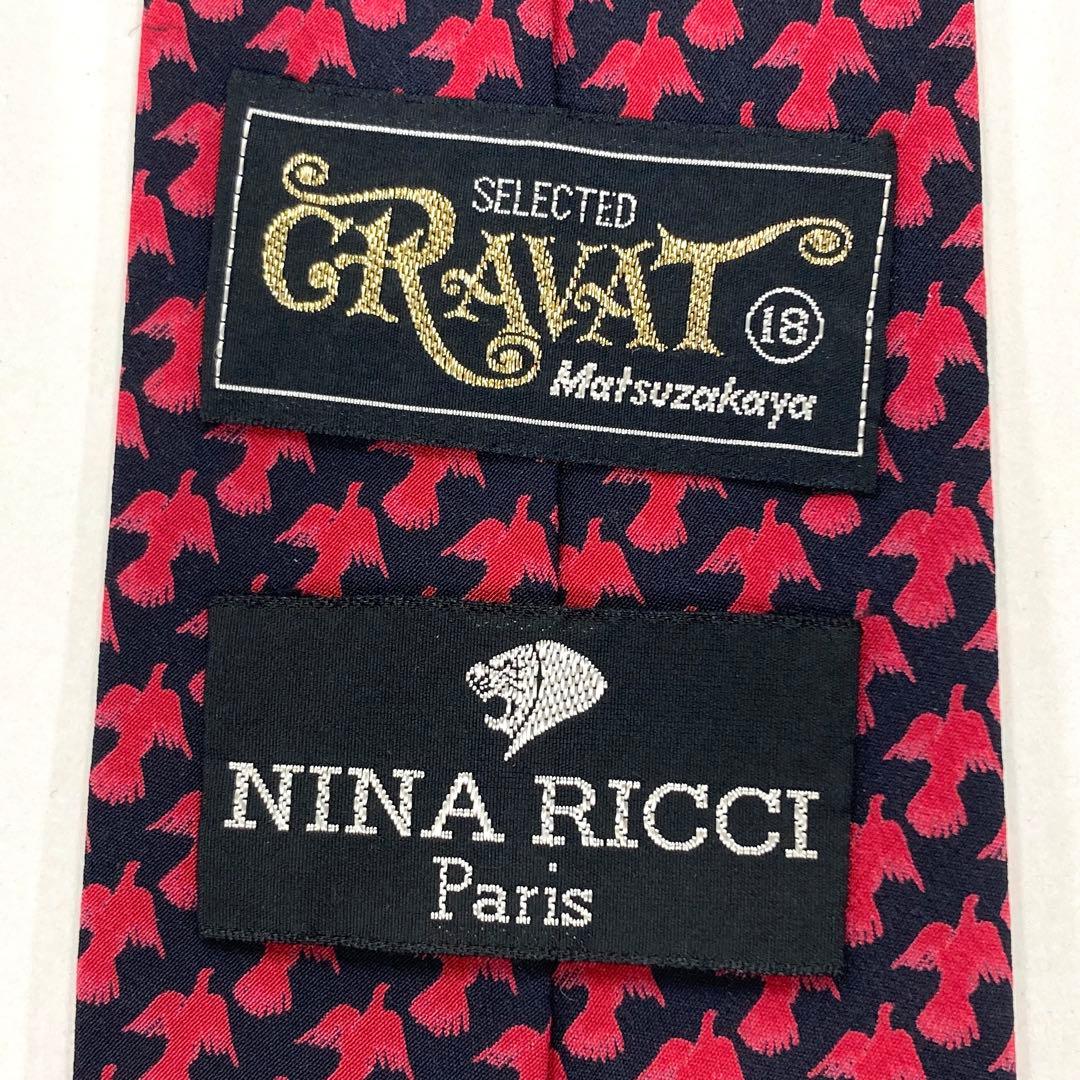 SELECTED
CRAVAT
18
Matsuzakaya
NINA RICCI
Paris